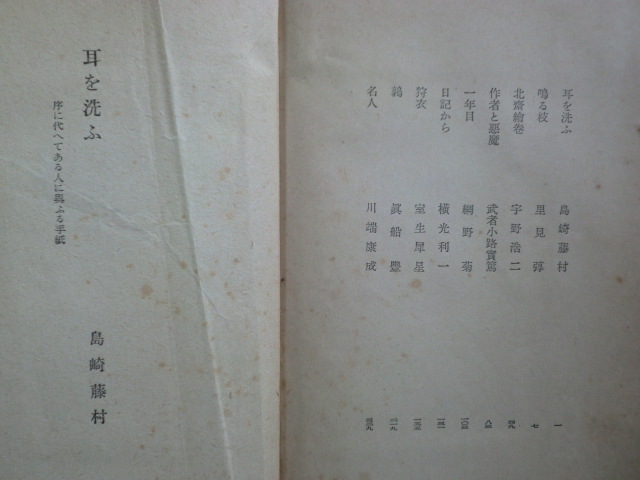 耳を洗ふ 島崎藤村 一
鳴る枝 里見弴 七
北齋繪卷 宇野浩二
作者と惡魔 武者小路實篤
一年目 網野菊
日記から 橫光利一
狩衣 室生犀星
鵜 眞船豐
名人 川端康成
耳を洗ふ
序に代へてある人に與ふる手紙
島崎藤村